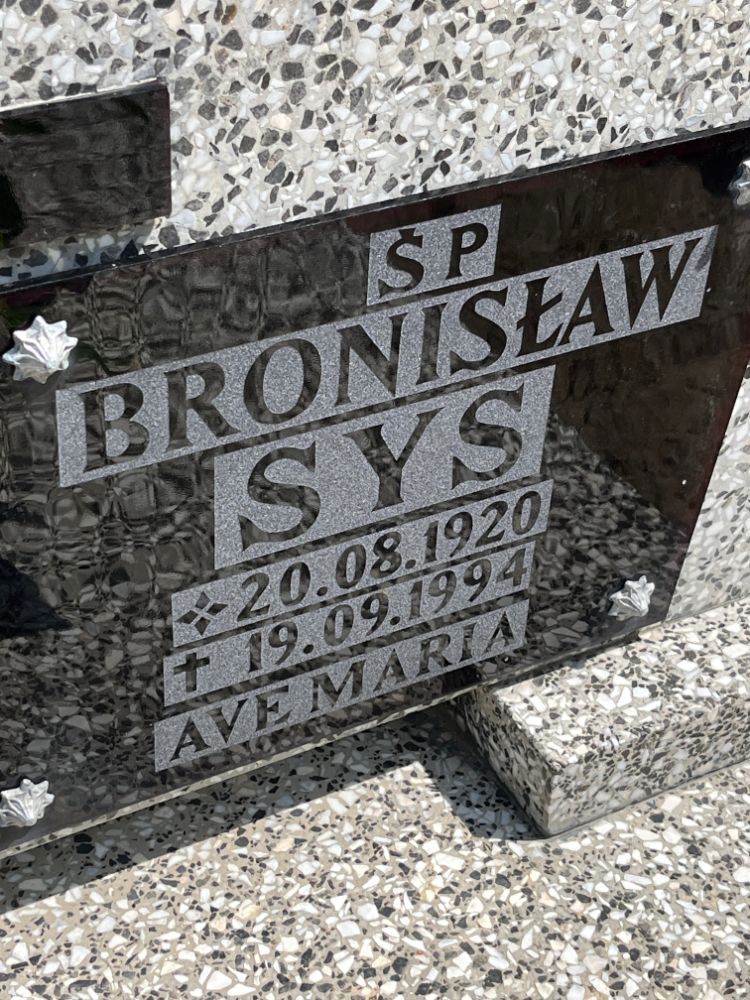 ŚP
BRONISŁAW
SYS
20.08.1920
✝ 19.09.1994
AVE MARIA